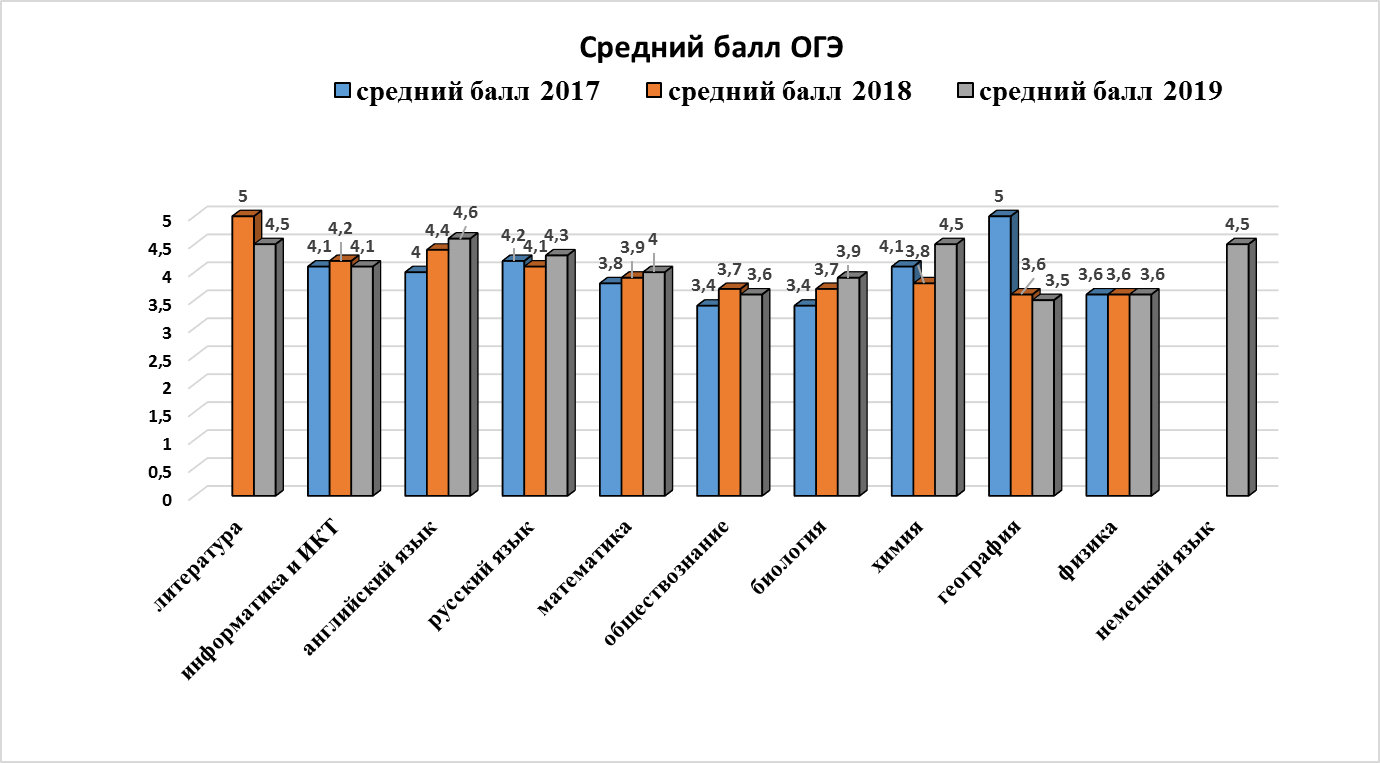 Средний балл ОГЭ
средний балл 2017 средний балл 2018 средний балл 2019
5 4,5
4,1 4,2 4,1
4 4,4 4,6
4,2 4,1 4,3
3,8 3,9 4
3,4 3,7 3,6
3,4 3,7 3,9
4,1 3,8 4,5
5 3,6 3,5
3,6 3,6 3,6
4,5
5
4,5
4
3,5
3
2,5
2
1,5
1
0,5
0
литература
информатика и ИКТ
английский язык
русский язык
математика
обществознание
биология
химия
география
физика
немецкий язык